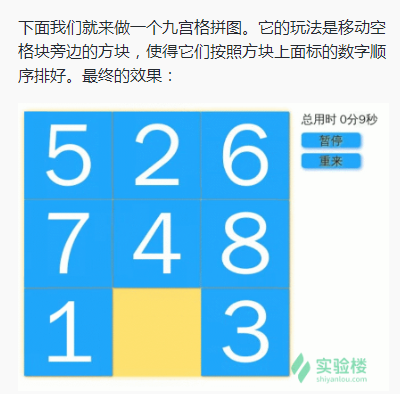 下面我们就来做一个九宫格拼图。它的玩法是移动空
格块旁边的方块，使得它们按照方块上面标的数字顺
序排好。最终的效果：
总用时 0分9秒
暂停
重来
5 2 6
7 4 8
1 3
实验楼
shiyanlou.com